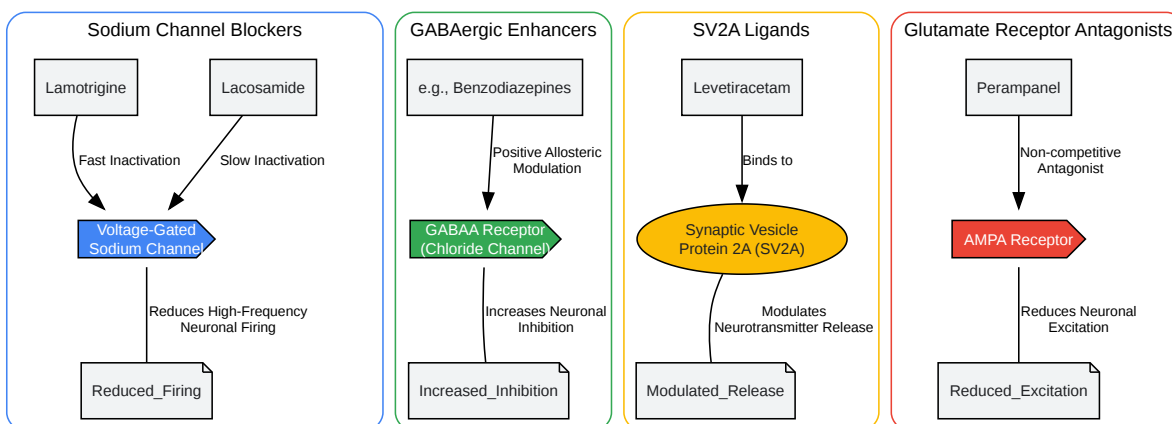 Sodium Channel Blockers
Lamotrigine
Lacosamide
Fast Inactivation
Slow Inactivation
Voltage-Gated
Sodium Channel
Reduces High-Frequency
Neuronal Firing
Reduced_Firing
GABAergic Enhancers
e.g., Benzodiazepines
Positive Allosteric
Modulation
GABAA Receptor
(Chloride Channel)
Increases Neuronal
Inhibition
Increased_Inhibition
SV2A Ligands
Levetiracetam
Binds to
Synaptic Vesicle
Protein 2A (SV2A)
Modulates
Neurotransmitter Release
Modulated_Release
Glutamate Receptor Antagonists
Perampanel
Non-competitive
Antagonist
AMPA Receptor
Reduces Neuronal
Excitation
Reduced_Excitation